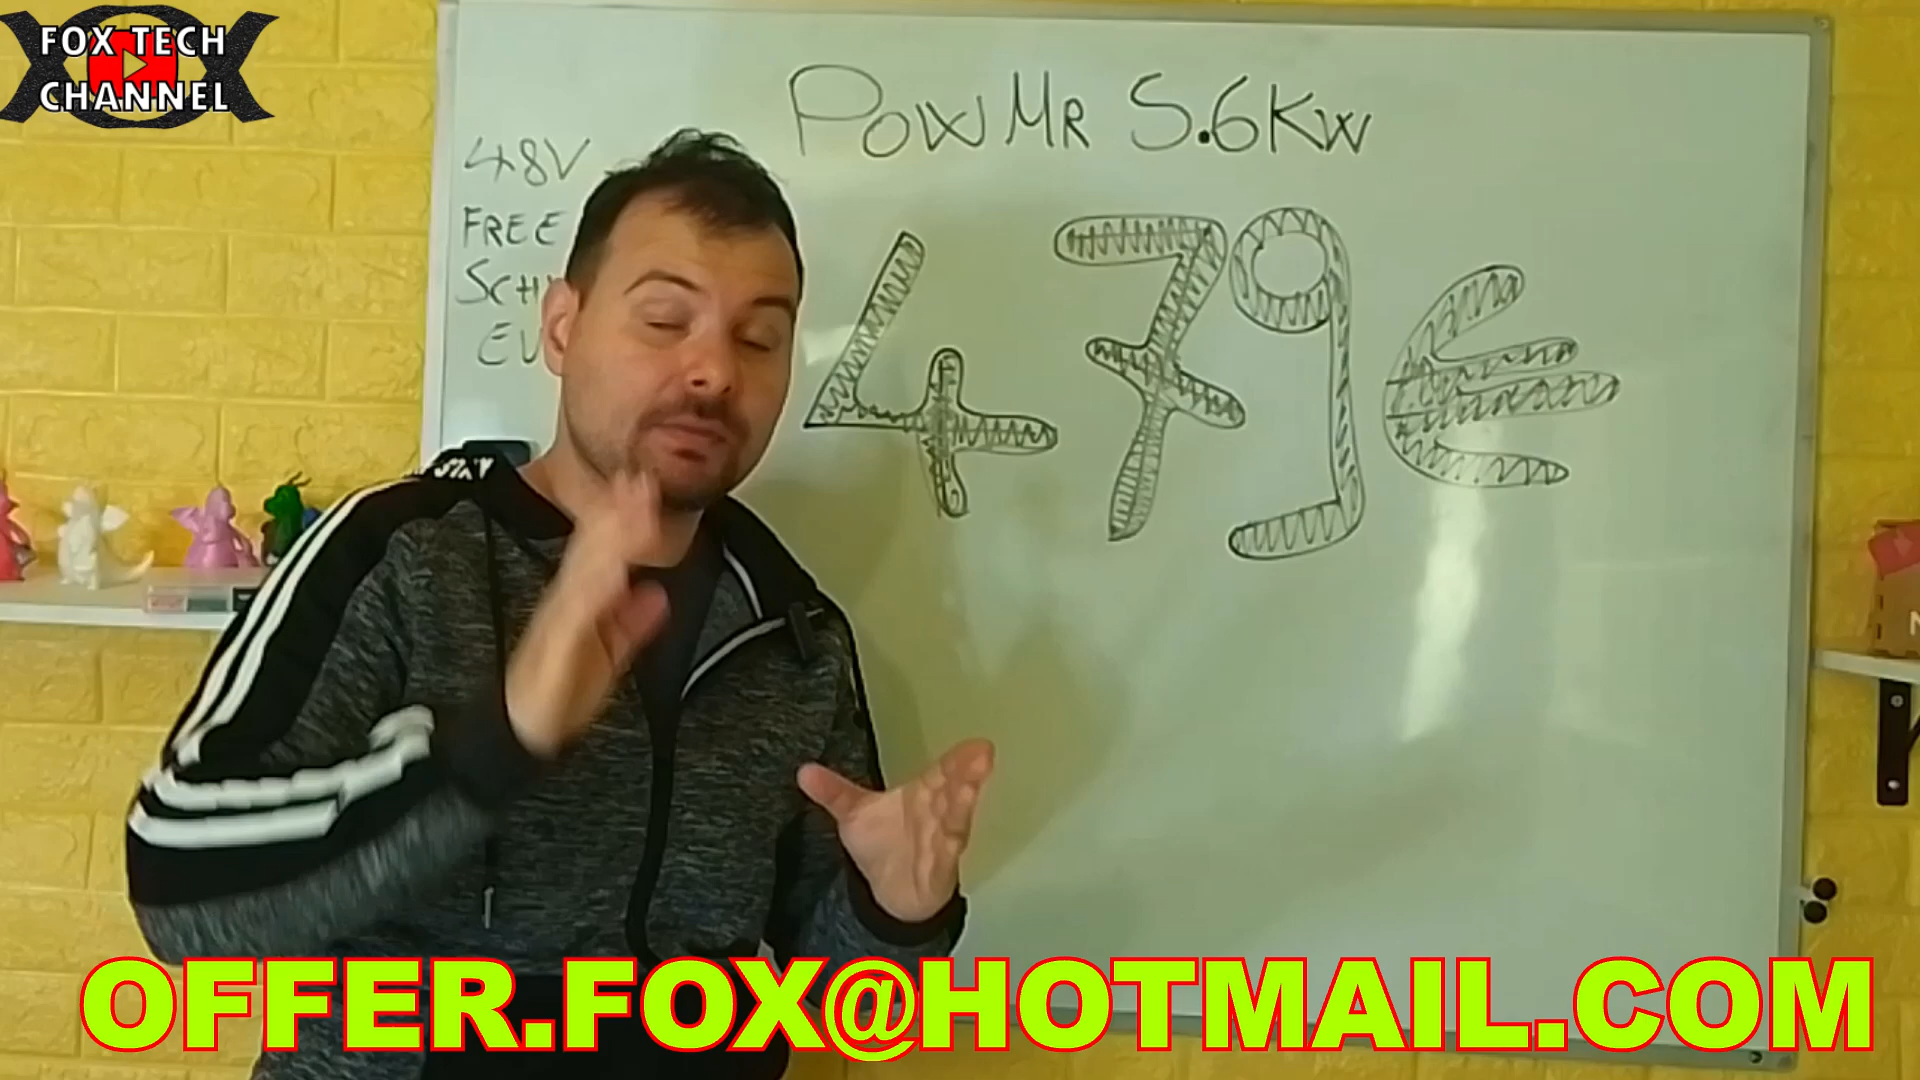 FOX TECH
CHANNEL
PowMr 5.6Kw
48V
FREE
479€
OFFER.FOX@HOTMAIL.COM